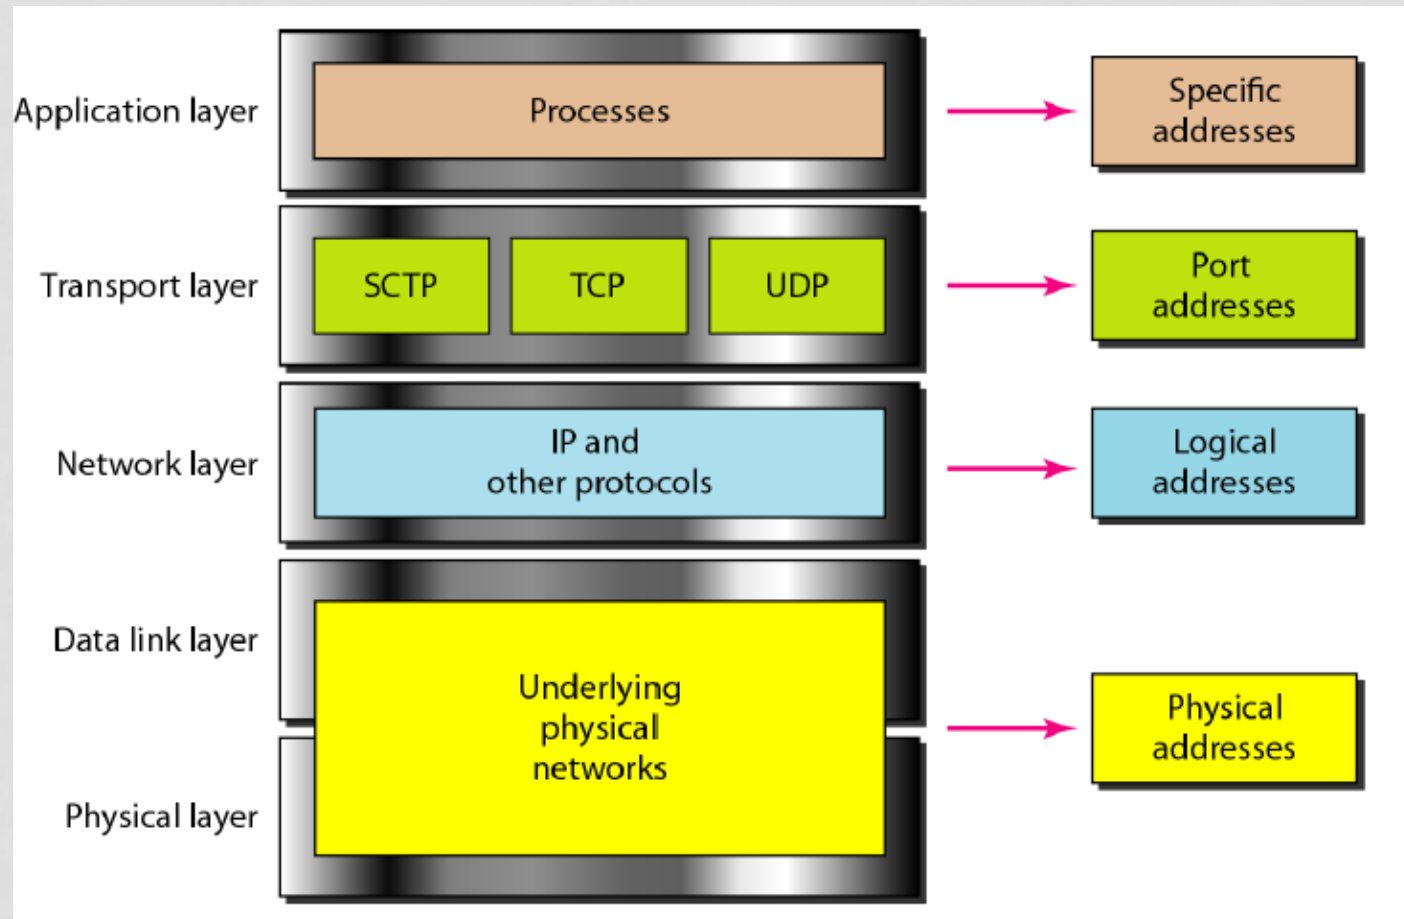 Application layer
Processes
Specific
addresses
Transport layer
SCTP
TCP
UDP
Port
addresses
Network layer
IP and
other protocols
Logical
addresses
Data link layer
Underlying
physical
networks
Physical
addresses
Physical layer